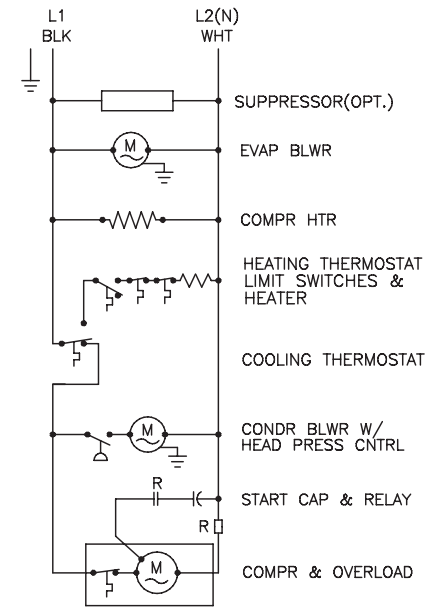 L1 L2(N)
BLK WHT
SUPPRESSOR(OPT.)
M
EVAP BLWR
COMPR HTR
HEATING THERMOSTAT
LIMIT SWITCHES &
HEATER
COOLING THERMOSTAT
M
CONDR BLWR W/
HEAD PRESS CNTRL
R
START CAP & RELAY
R
M
COMPR & OVERLOAD